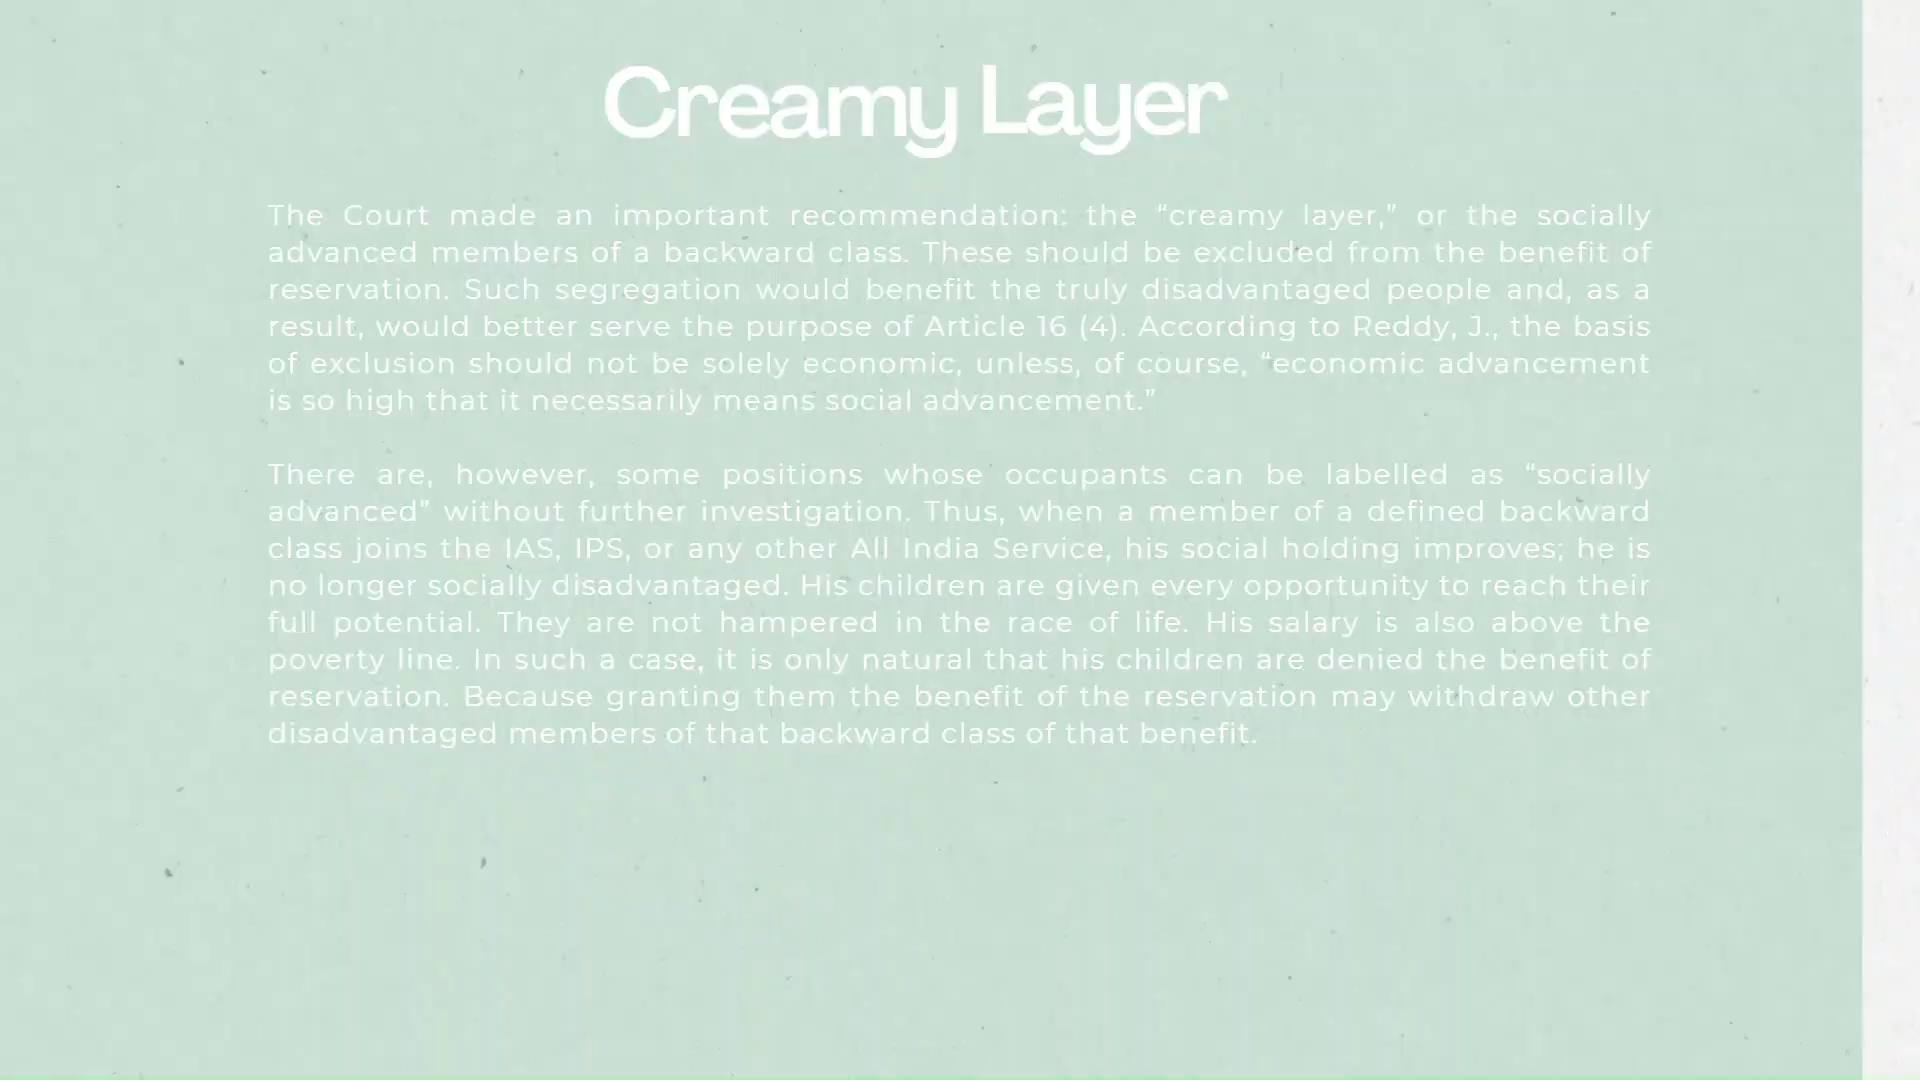 Creamy Layer
The Court made an important recommendation: the “creamy layer,” or the socially
advanced members of a backward class. These should be excluded from the benefit of
reservation. Such segregation would benefit the truly disadvantaged people and, as a
result, would better serve the purpose of Article 16 (4). According to Reddy, J., the basis
of exclusion should not be solely economic, unless, of course, “economic advancement
is so high that it necessarily means social advancement.”
There are, however, some positions whose occupants can be labelled as “socially
advanced” without further investigation. Thus, when a member of a defined backward
class joins the IAS, IPS, or any other All India Service, his social holding improves; he is
no longer socially disadvantaged. His children are given every opportunity to reach their
full potential. They are not hampered in the race of life. His salary is also above the
poverty line. In such a case, it is only natural that his children are denied the benefit of
reservation. Because granting them the benefit of the reservation may withdraw other
disadvantaged members of that backward class of that benefit.